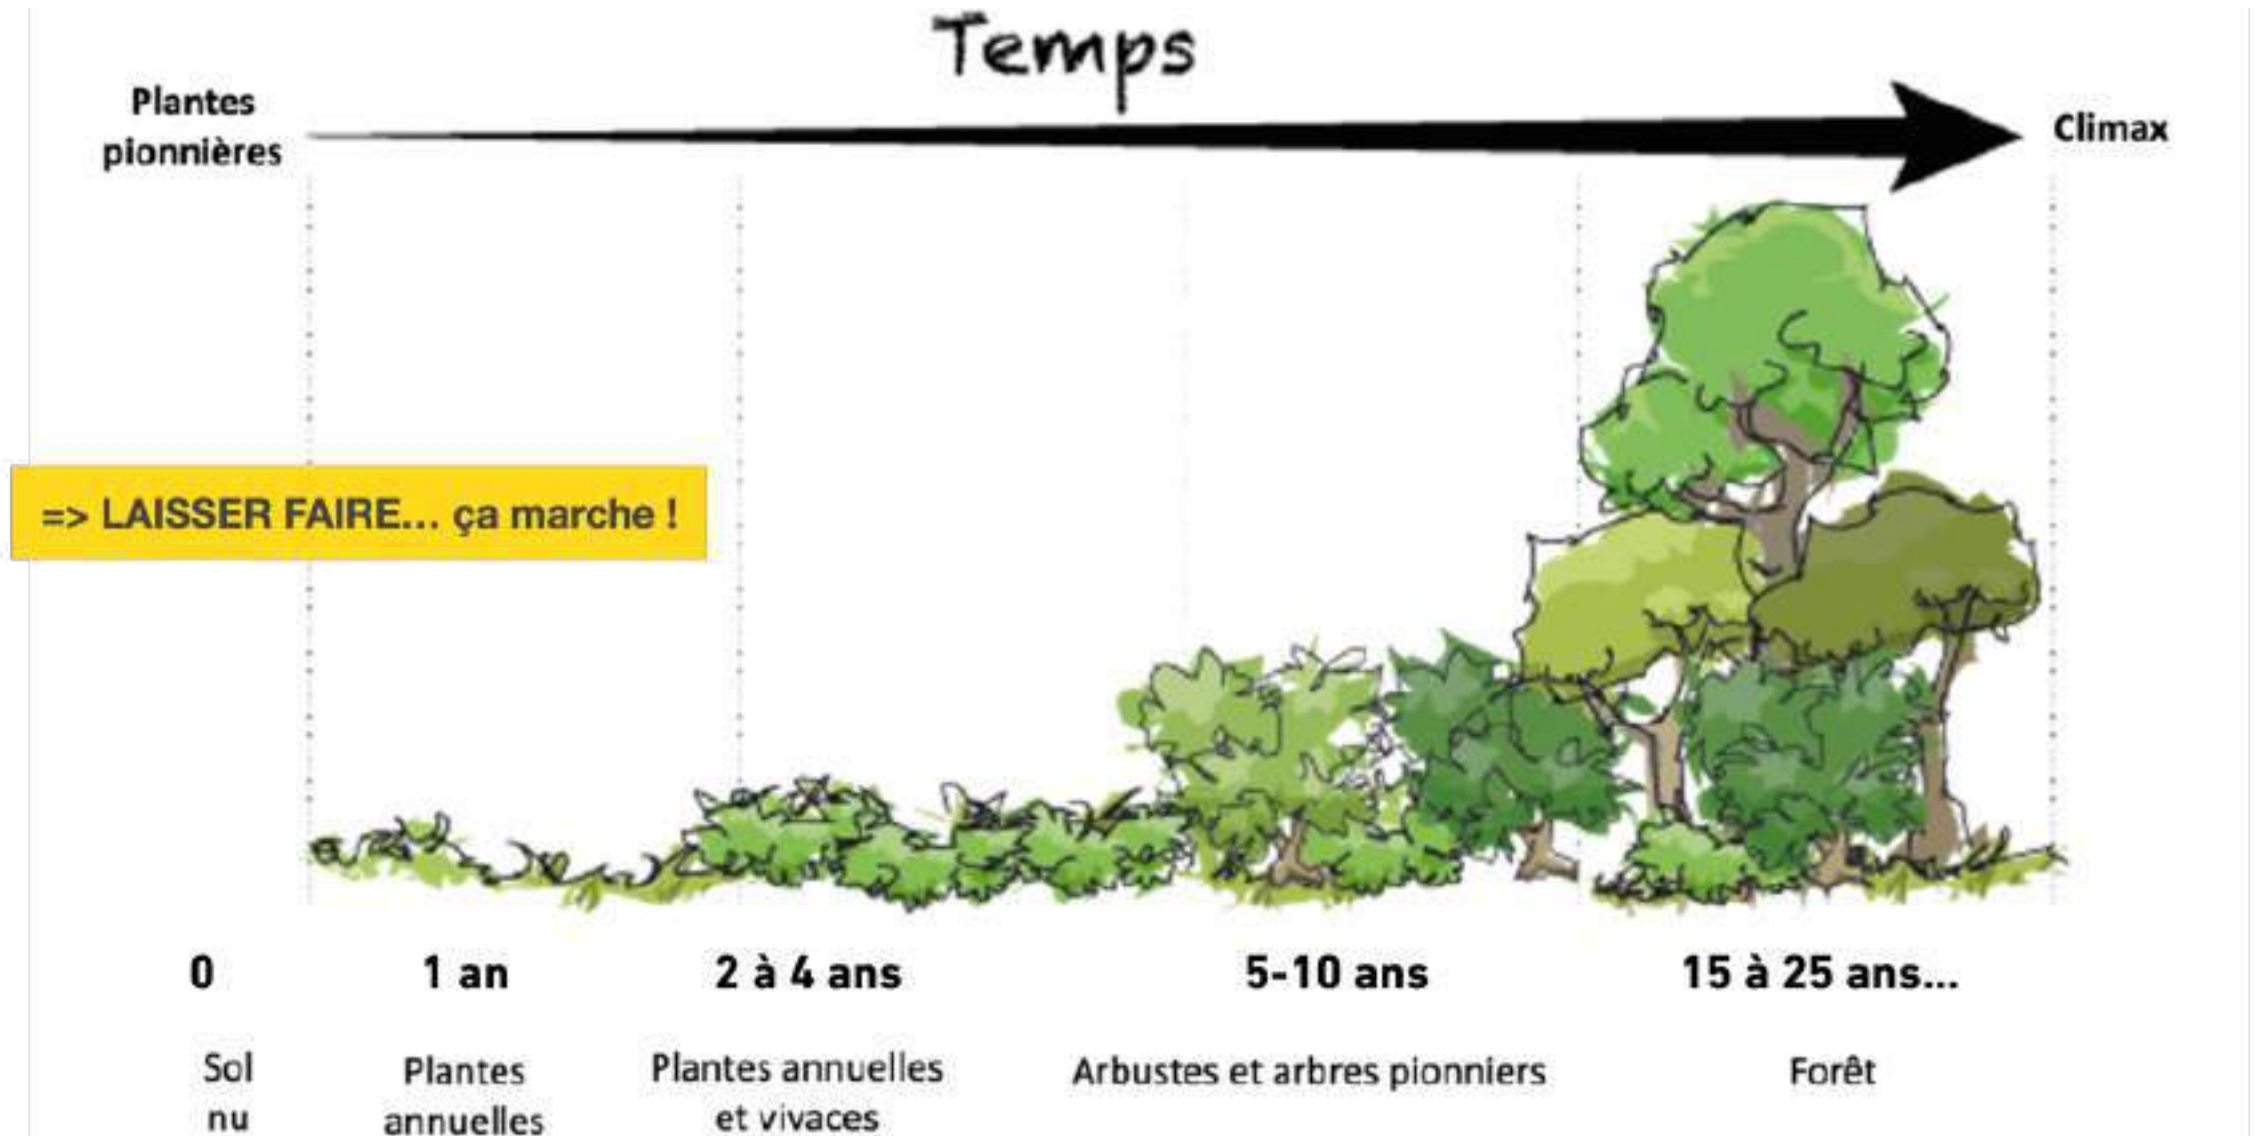 Temps
Plantes
pionnières
Climax
=> LAISSER FAIRE... ça marche !
0
1 an
2 à 4 ans
5-10 ans
15 à 25 ans...
Sol
nu
Plantes
annuelles
Plantes annuelles
et vivaces
Arbustes et arbres pionniers
Forêt